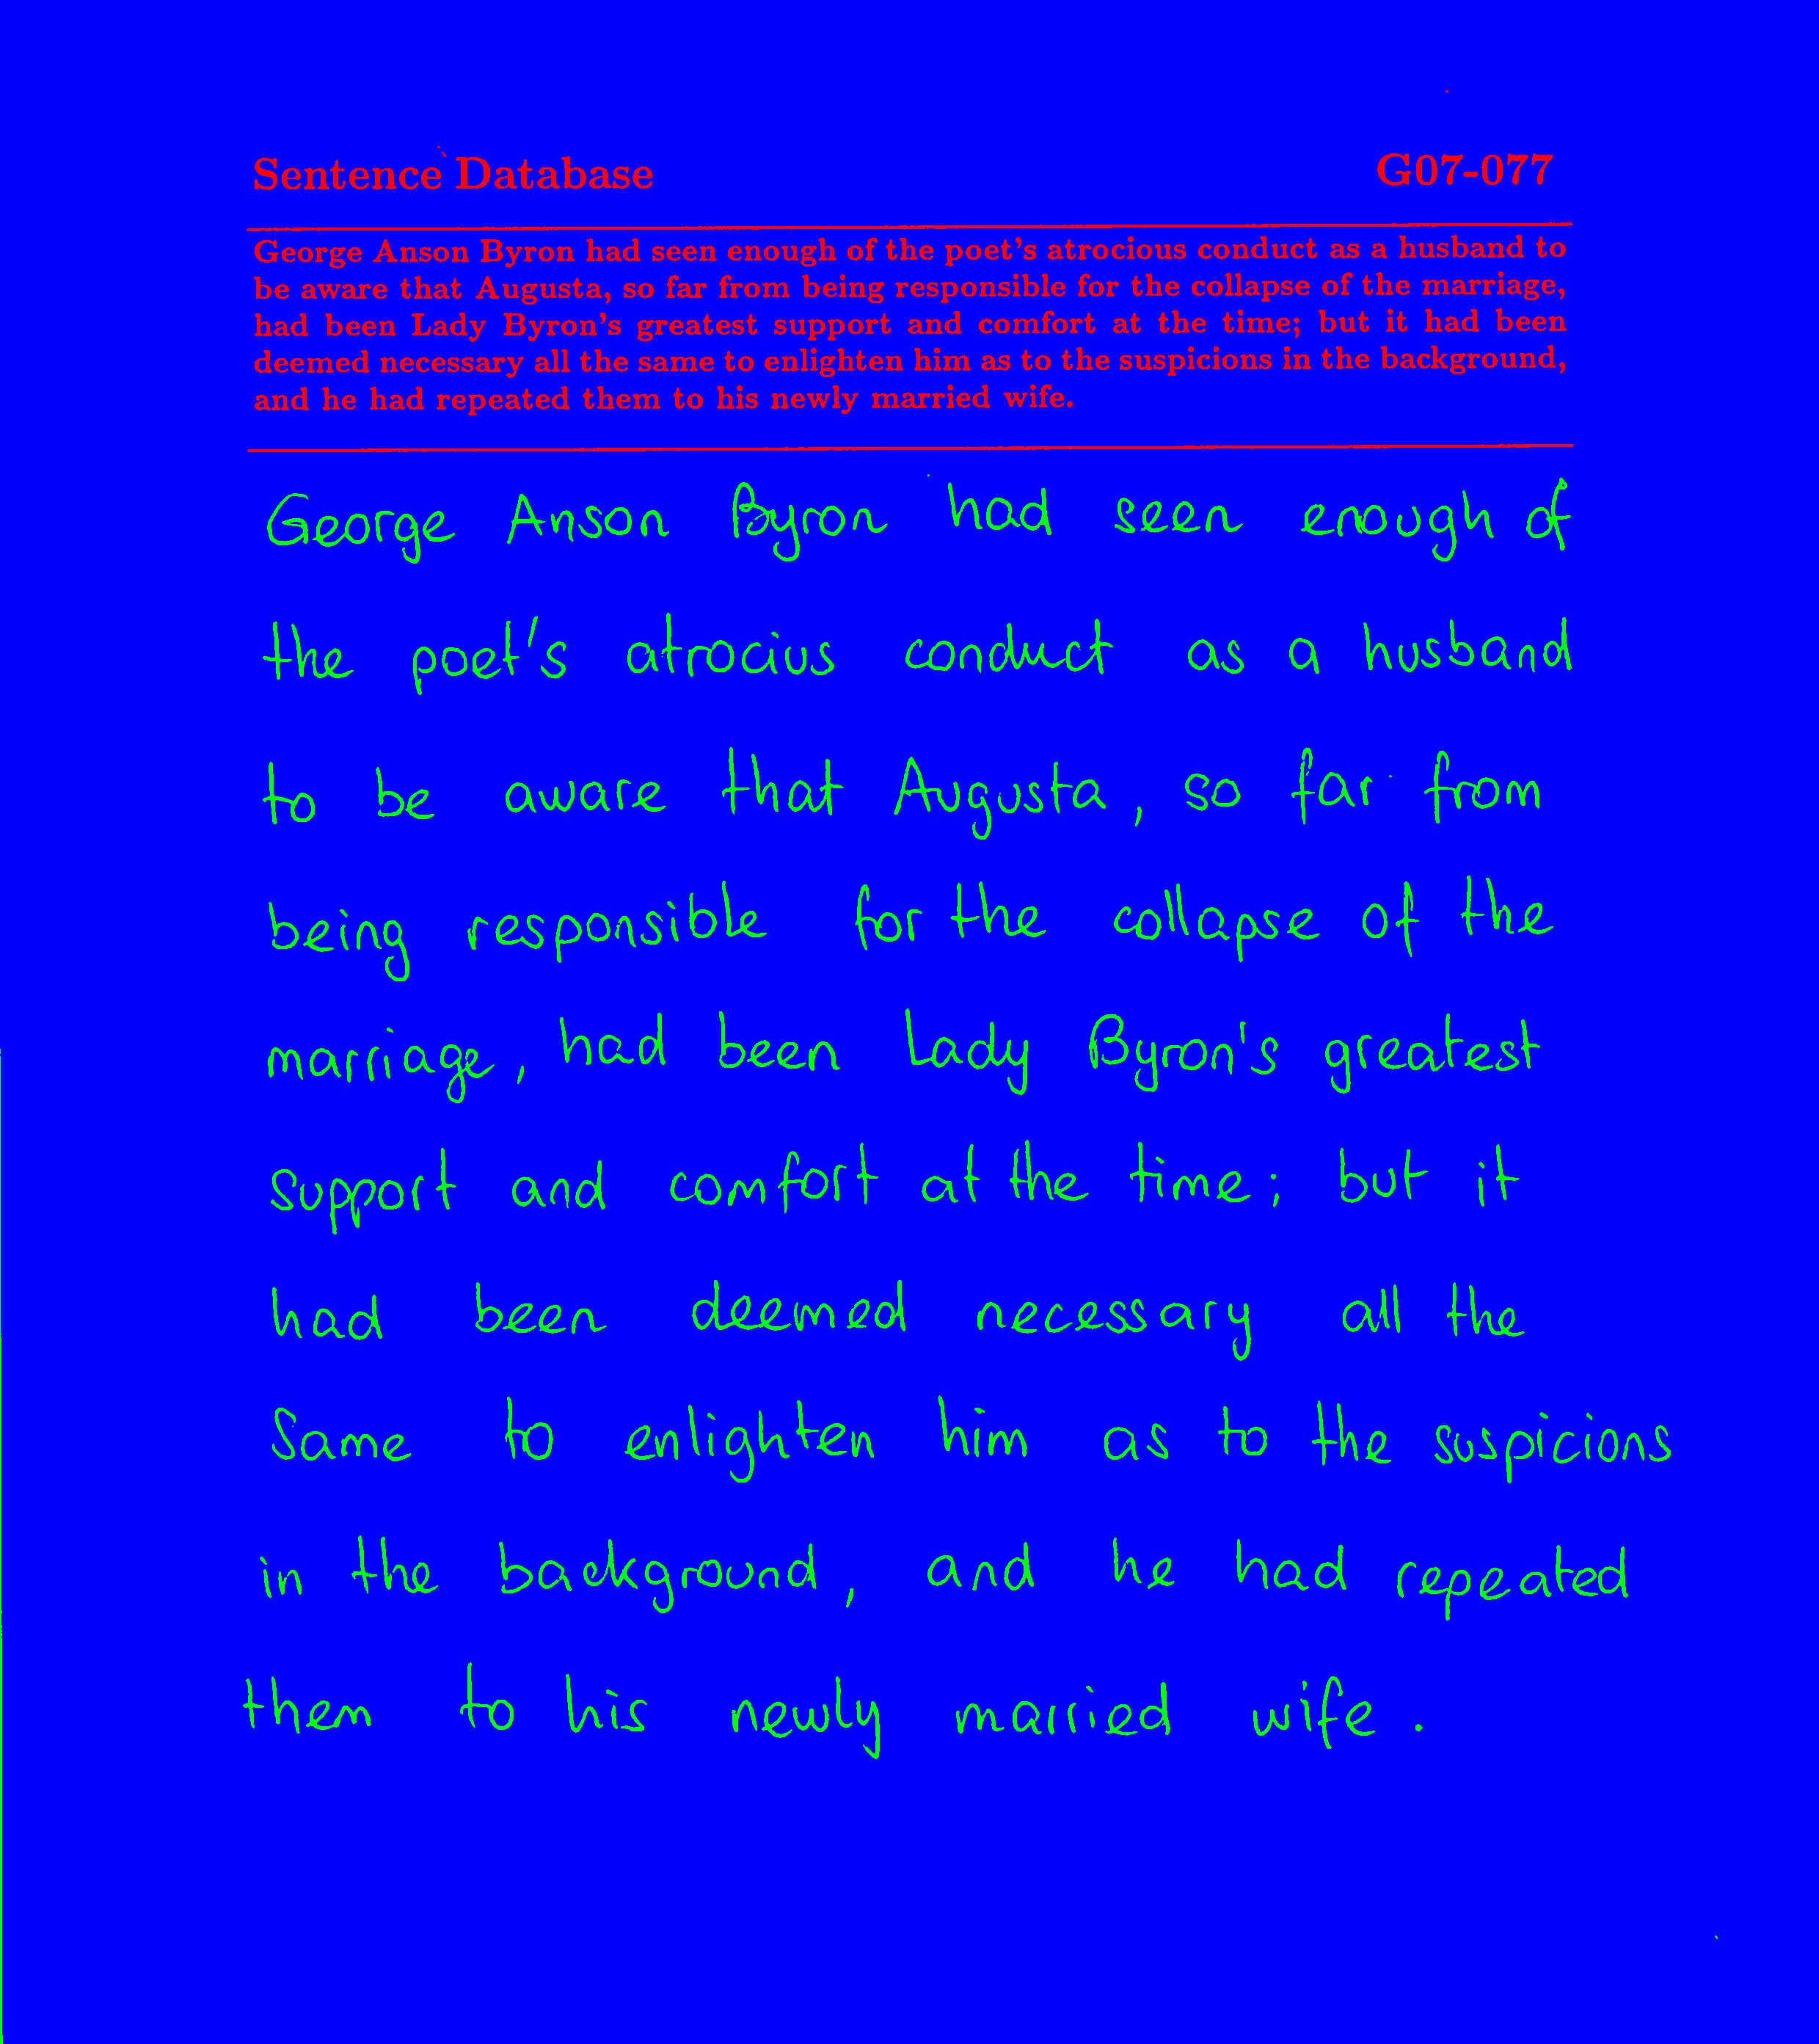 Sentence Database G07-077
George Anson Byron had seen enough of the poet's atrocious conduct as a husband to
be aware that Augusta, so far from being responsible for the collapse of the marriage,
had been Lady Byron's greatest support and comfort at the time; but it had been
deemed necessary all the same to enlighten him as to the suspicions in the background,
and he had repeated them to his newly married wife.
George Anson Byron had seen enough of
the poet's atrocius conduct as a husband
to be aware that Augusta, so far from
being responsible for the collapse of the
marriage, had been Lady Byron's greatest
support and comfort at the time; but it
had been deemed necessary all the
same to enlighten him as to the suspicions
in the background, and he had repeated
them to his newly married wife.